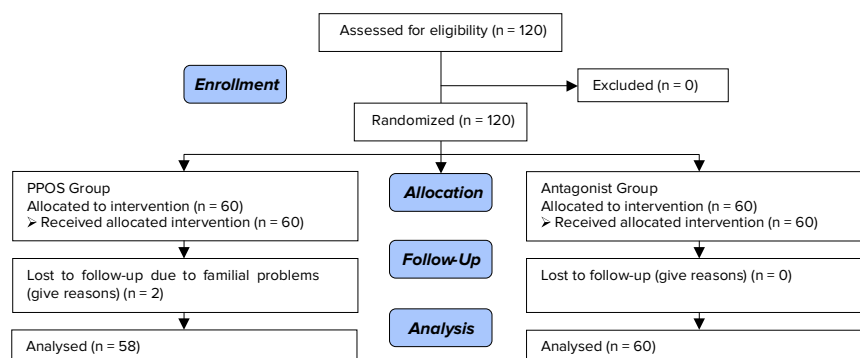 Assessed for eligibility (n = 120)
Enrollment
Excluded (n = 0)
Randomized (n = 120)
PPOS Group
Allocated to intervention (n = 60)
➢ Received allocated intervention (n = 60)
Allocation
Antagonist Group
Allocated to intervention (n = 60)
➢ Received allocated intervention (n = 60)
Lost to follow-up due to familial problems
(give reasons) (n = 2)
Follow-Up
Lost to follow-up (give reasons) (n = 0)
Analysed (n = 58)
Analysis
Analysed (n = 60)